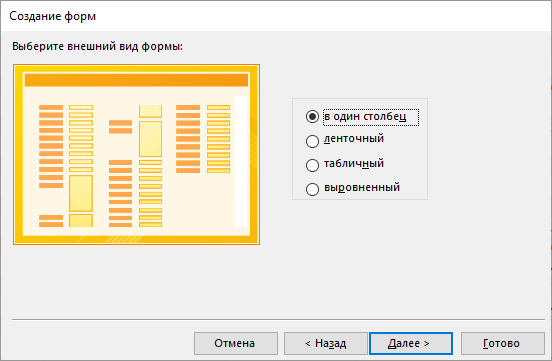 Создание форм
Выберите внешний вид формы:
в один столбец
ленточный
табличный
выровненный
Отмена
< Назад
Далее >
Готово